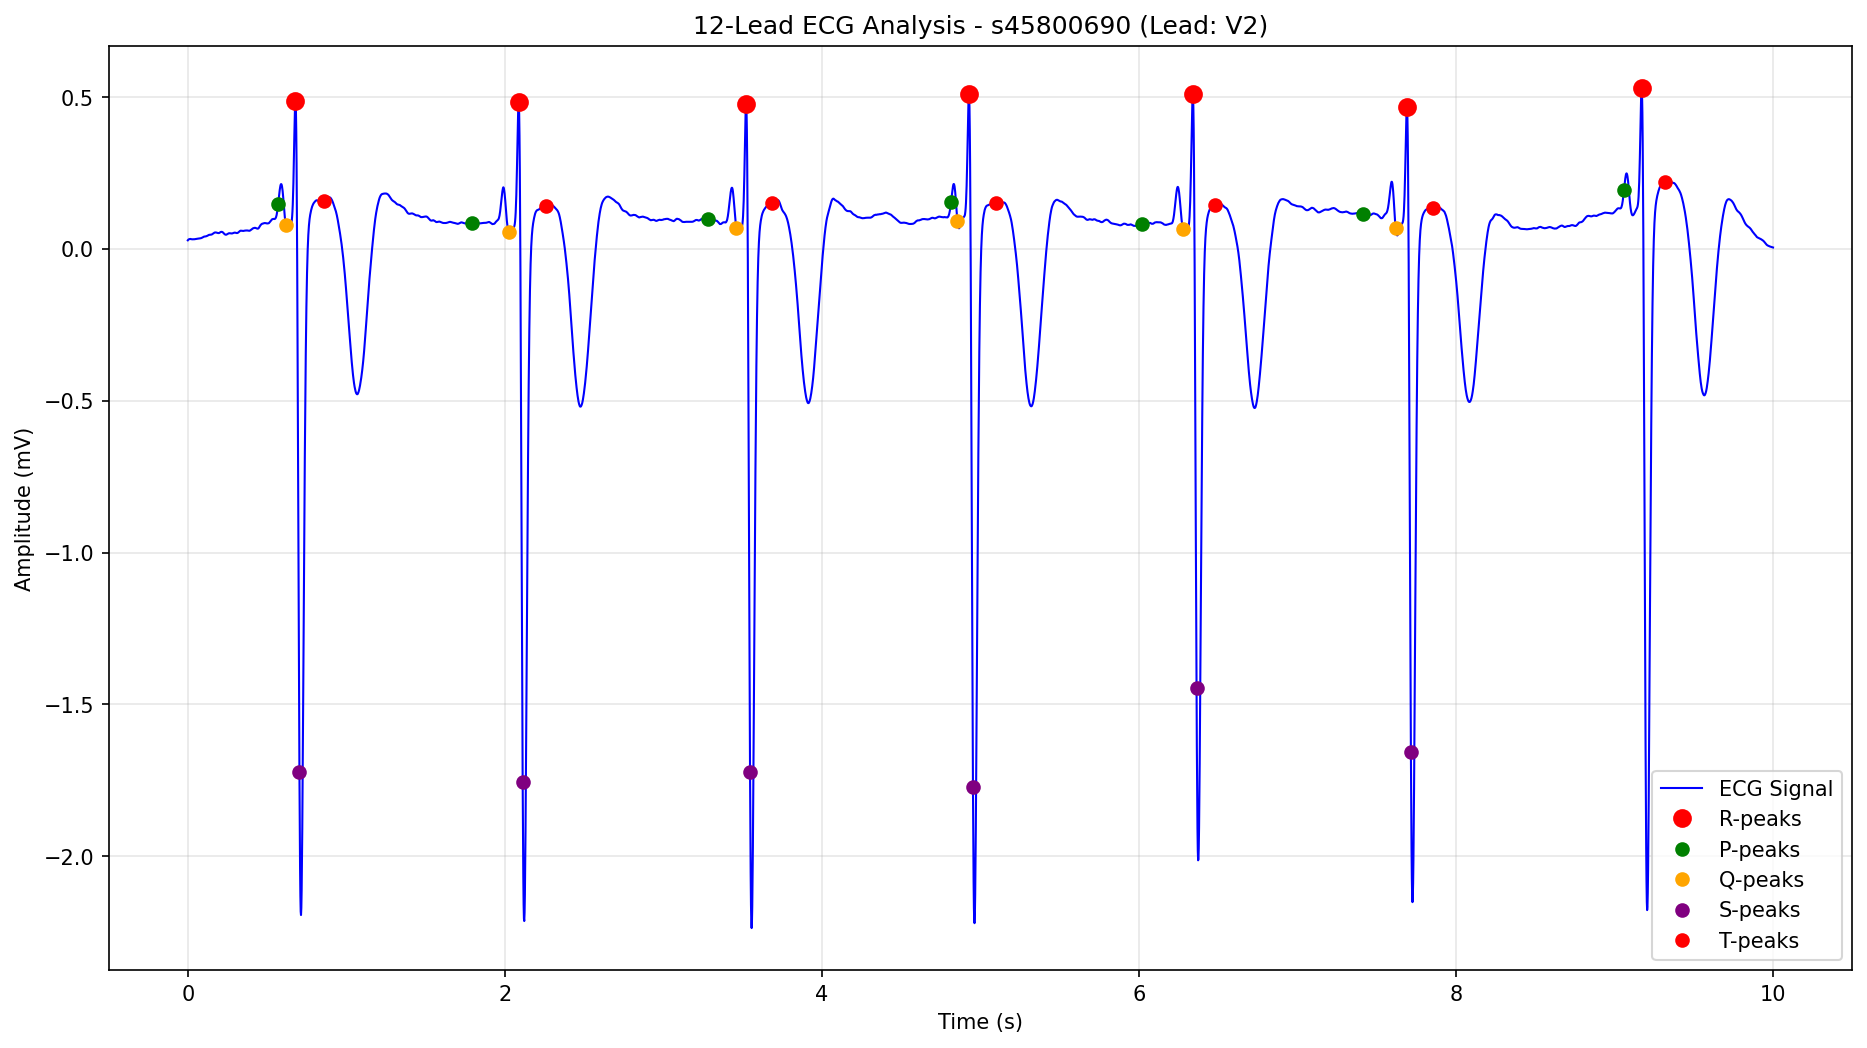 12-Lead ECG Analysis - s45800690 (Lead: V2)
Amplitude (mV)
0.5
0.0
−0.5
−1.0
−1.5
−2.0
0
2
4
6
8
10
Time (s)
ECG Signal
R-peaks
P-peaks
Q-peaks
S-peaks
T-peaks